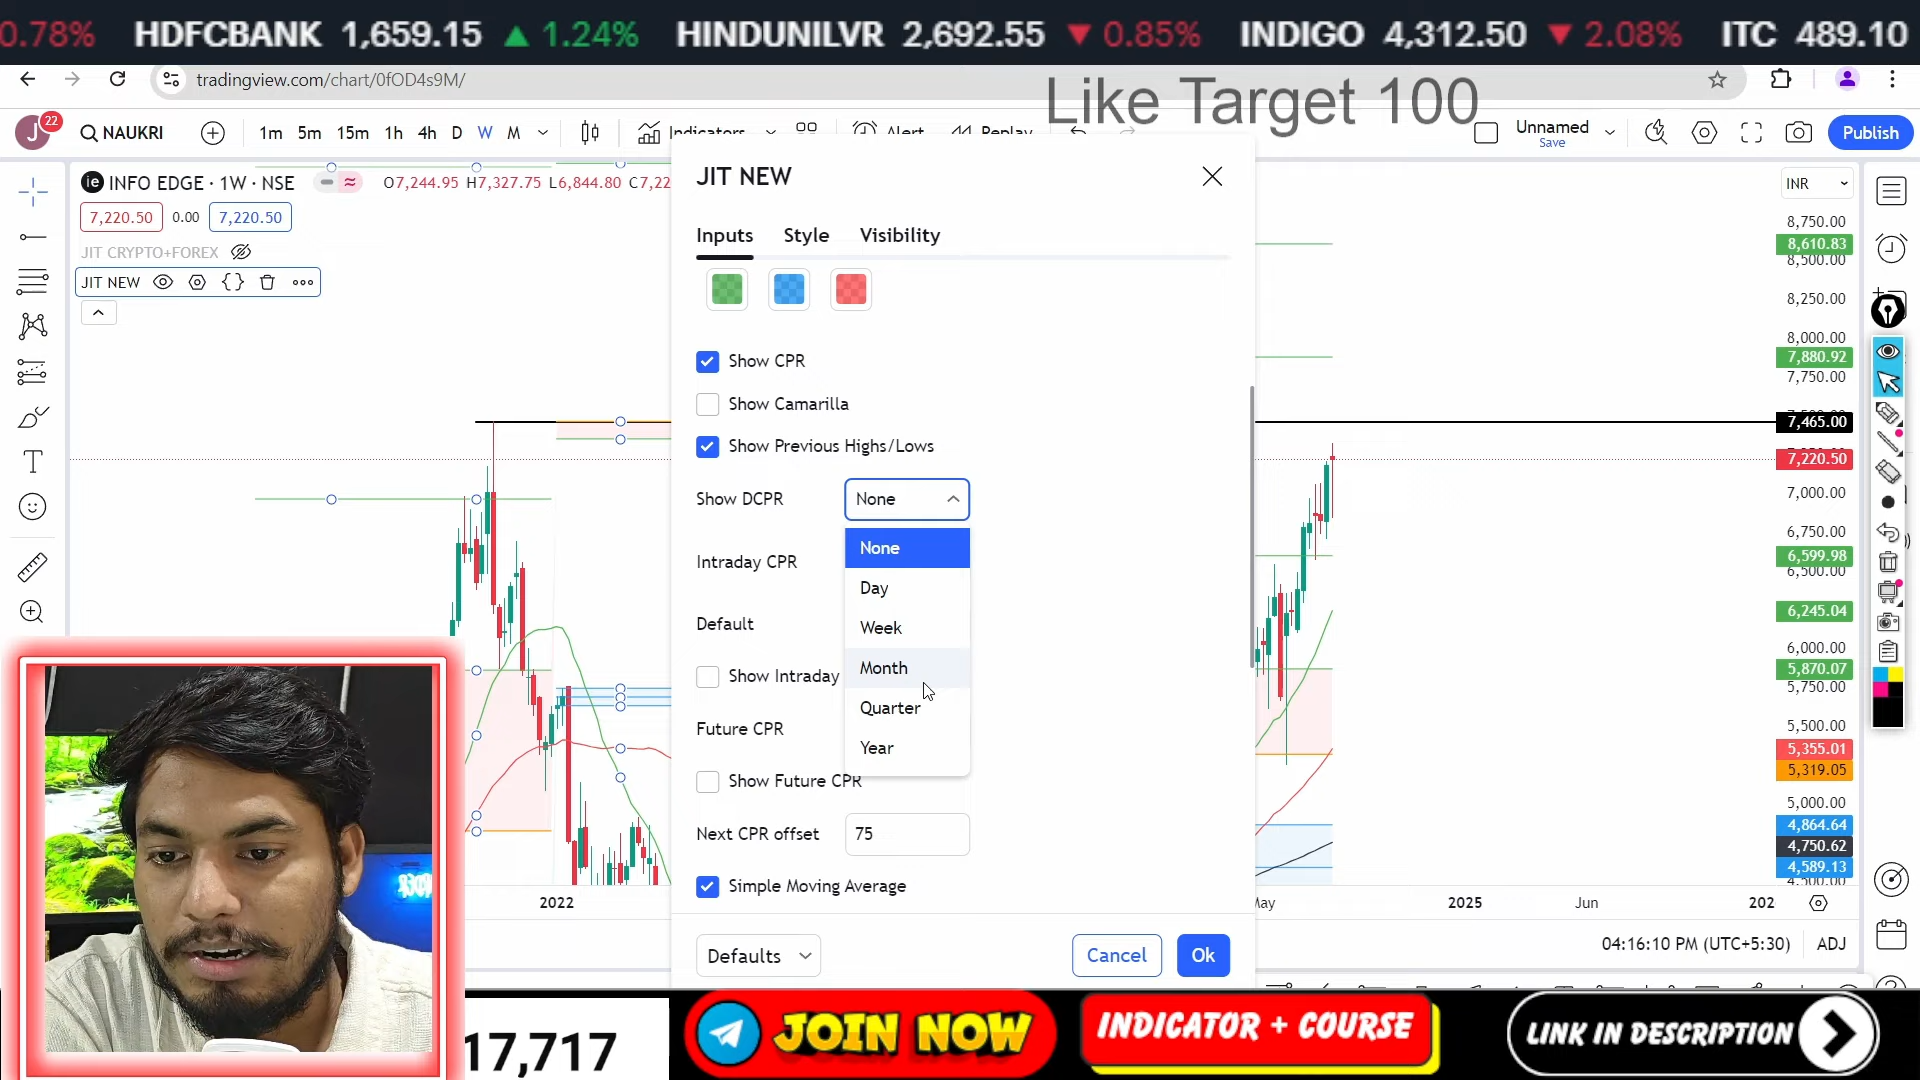 0.78% HDFCBANK 1,659.15 ▲ 1.24% HINDUNILVR 2,692.55 ▼ 0.85% INDIGO 4,312.50 ▼ 2.08% ITC 489.10
tradingview.com/chart/0fOD4s9M/
Like Target 100
J 22 NAUKRI 1m 5m 15m 1h 4h D W M Indicators Alert Replay Unnamed Save Publish
JIT NEW
ie INFO EDGE · 1W · NSE O7,244.95 H7,327.75 L6,844.80 C7,22
INR
7,220.50 0.00 7,220.50
JIT CRYPTO+FOREX
JIT NEW
Inputs Style Visibility
Show CPR
Show Camarilla
Show Previous Highs/Lows
Show DCPR None
None
Day
Week
Month
Quarter
Year
Intraday CPR
Default
Show Intraday
Future CPR
Show Future CPR
Next CPR offset 75
Simple Moving Average
Defaults Cancel Ok
8,750.00
8,610.83
8,500.00
8,250.00
8,000.00
7,880.92
7,750.00
7,465.00
7,220.50
7,000.00
6,750.00
6,599.98
6,500.00
6,245.04
6,000.00
5,870.07
5,750.00
5,500.00
5,355.01
5,319.05
5,000.00
4,864.64
4,750.62
4,589.13
2022 May 2025 Jun 202
04:16:10 PM (UTC+5:30) ADJ
17,717
JOIN NOW
INDICATOR + COURSE
LINK IN DESCRIPTION